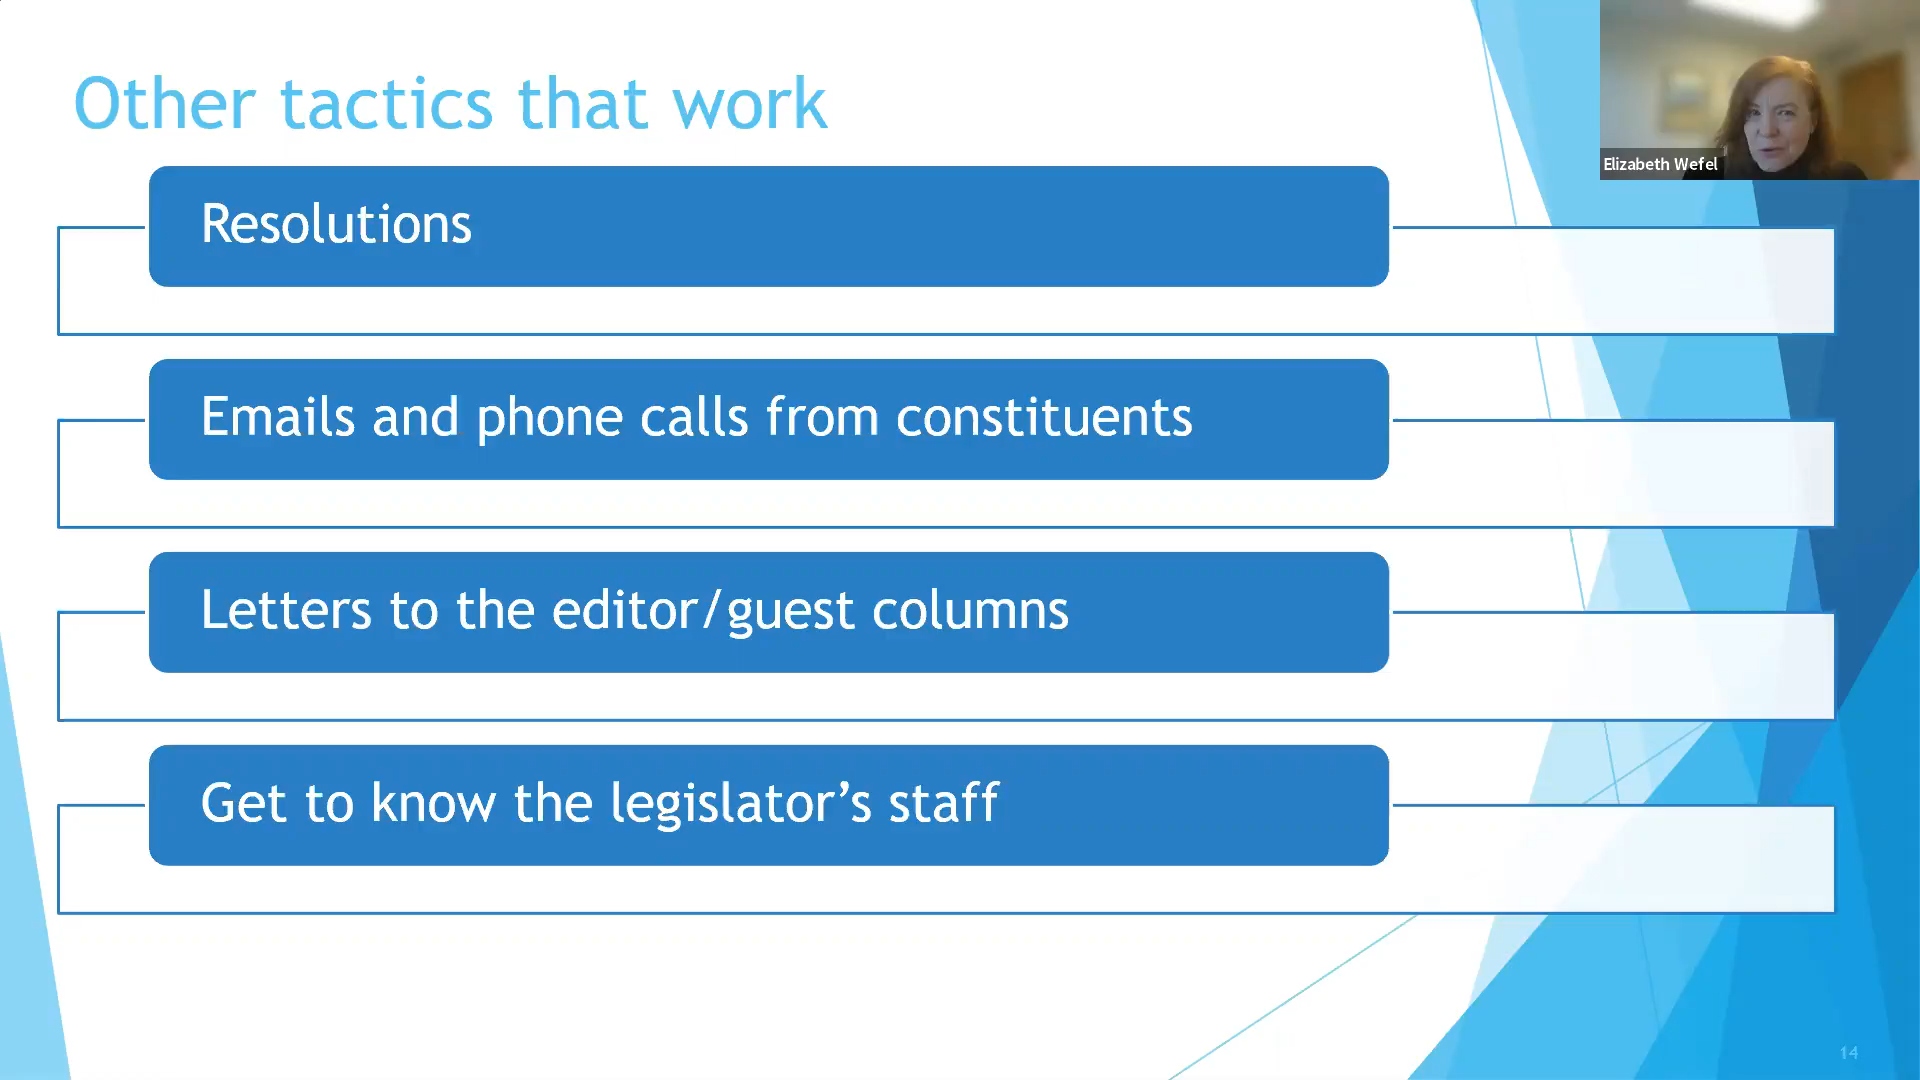 Other tactics that work
Elizabeth Wefel
Resolutions
Emails and phone calls from constituents
Letters to the editor/guest columns
Get to know the legislator’s staff
14